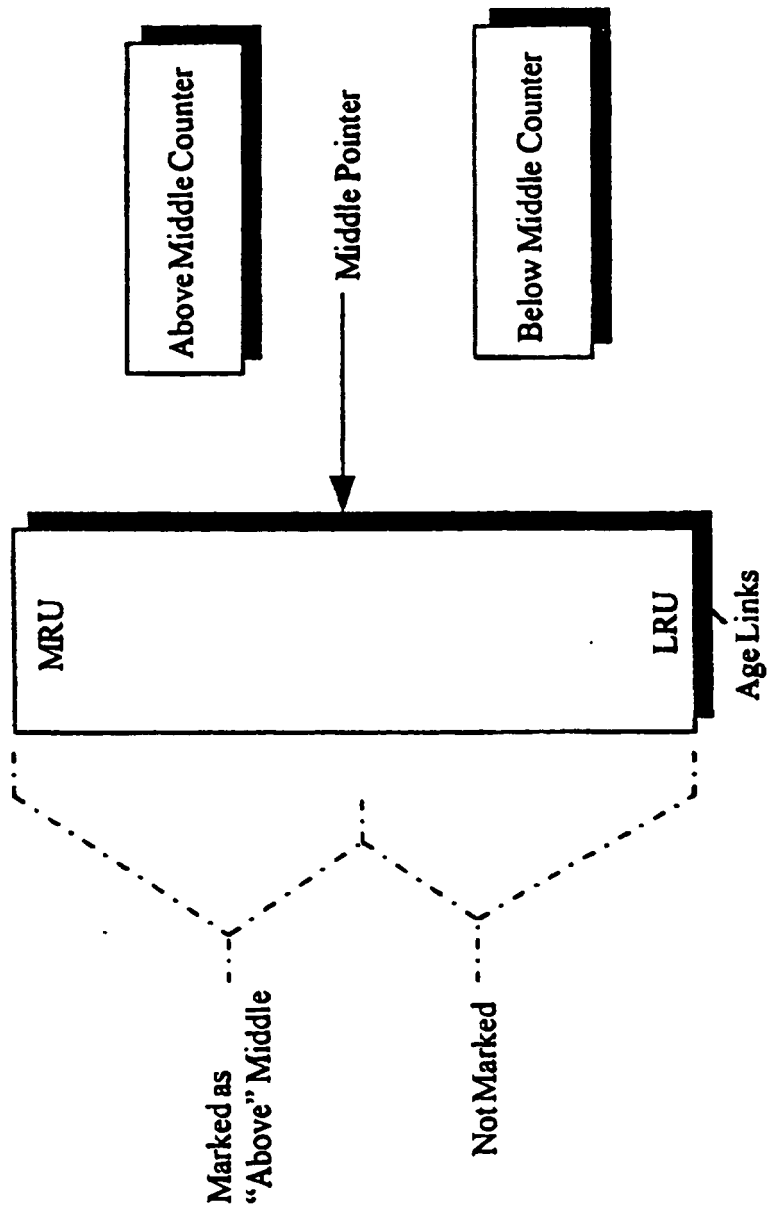 Marked as
“Above” Middle
Not Marked
MRU
LRU
Age Links
Middle Pointer
Above Middle Counter
Below Middle Counter